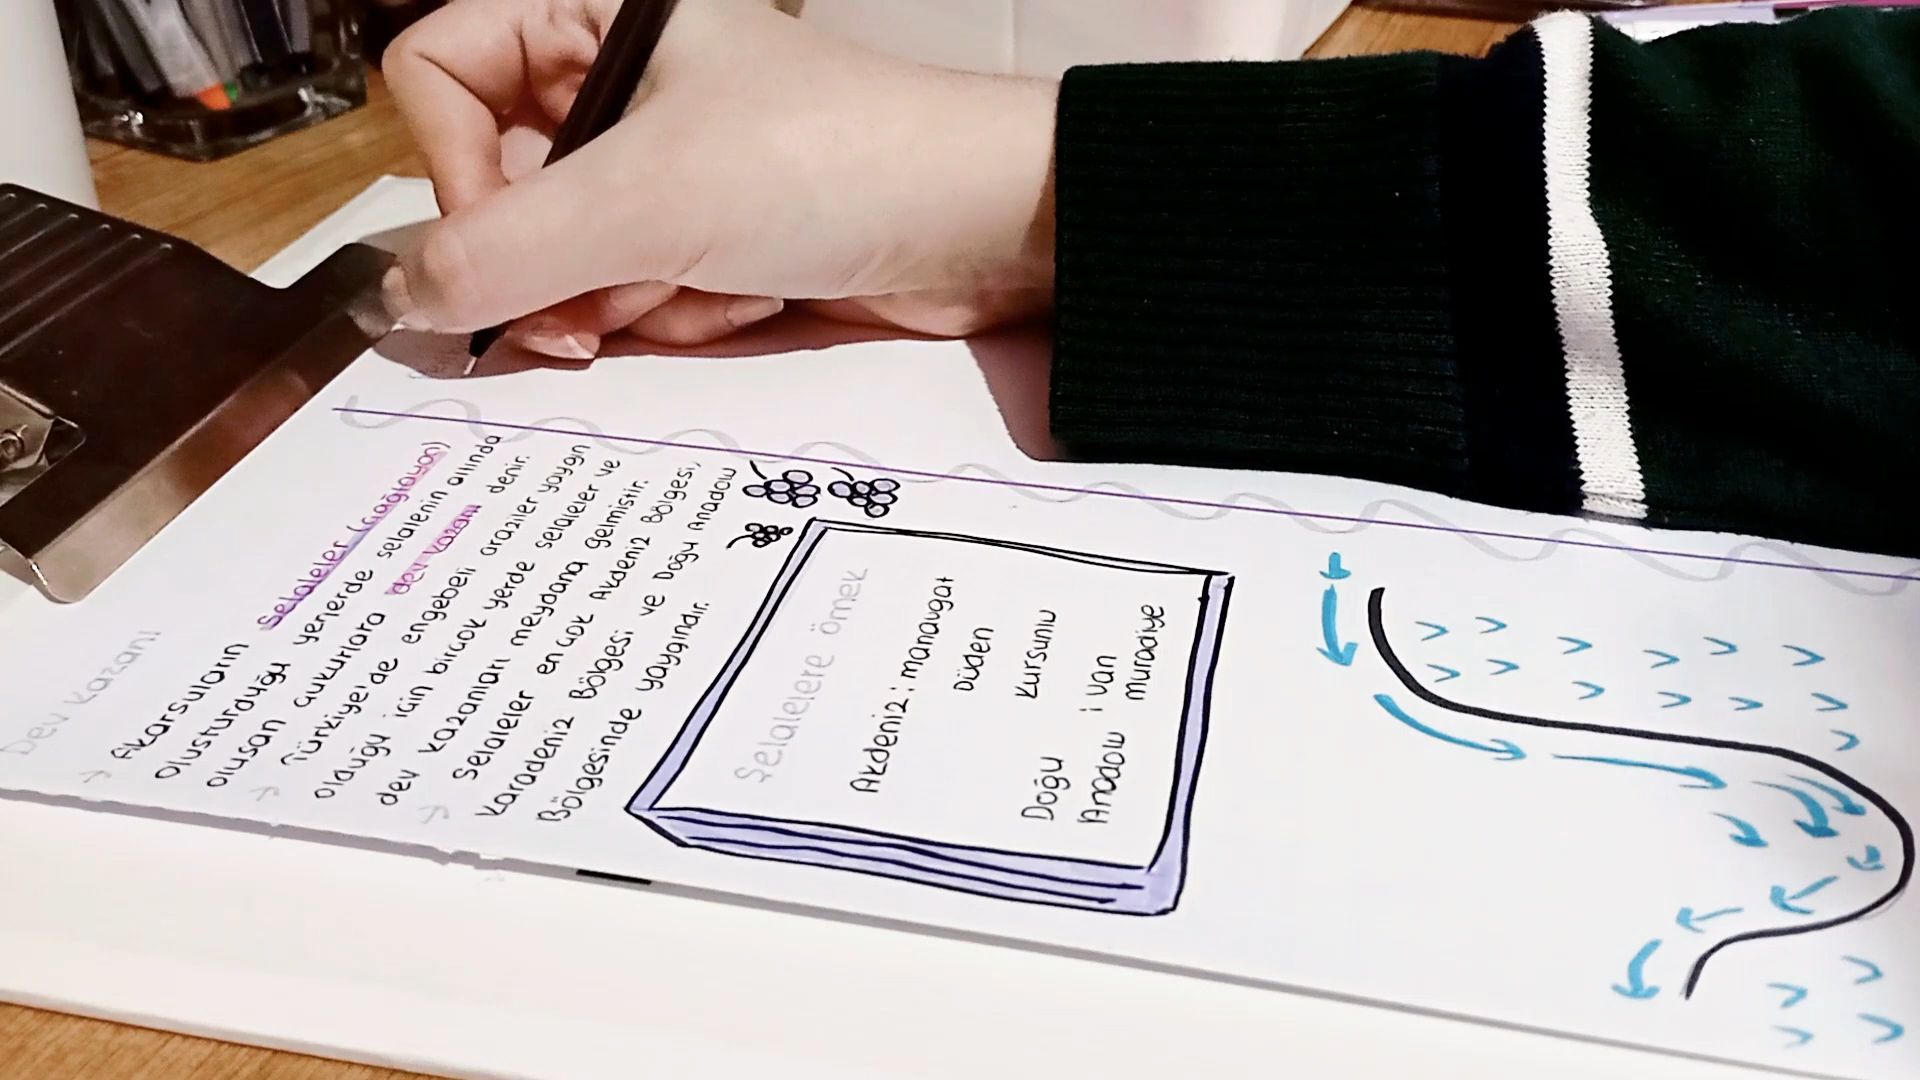 Dev Kazanı
Akarsuların şelaleler (çağlayan)
oluşturduğu yerlerde şelalenin altında
oluşan çukurlara dev kazanı denir.
Türkiye'de engebeli araziler yaygın
olduğu için birçok yerde şelaleler ve
dev kazanları meydana gelmiştir.
Şelaleler en çok Akdeniz Bölgesi,
Karadeniz Bölgesi ve Doğu Anadolu
Bölgesinde yaygındır.
Şelalelere Örnek
Akdeniz: manavgat
Düden
Kurşunlu
Doğu
Anadolu : Van
muradiye